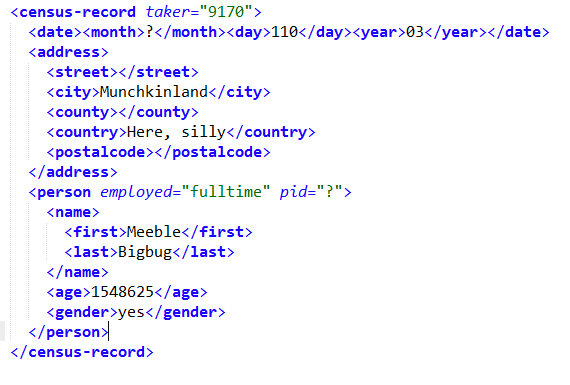 <census-record taker="9170">
<date><month>?</month><day>110</day><year>03</year></date>
<address>
<street></street>
<city>Munchkinland</city>
<county></county>
<country>Here, silly</country>
<postalcode></postalcode>
</address>
<person employed="fulltime" pid="?">
<name>
<first>Meeble</first>
<last>Bigbug</last>
</name>
<age>1548625</age>
<gender>yes</gender>
</person>
</census-record>